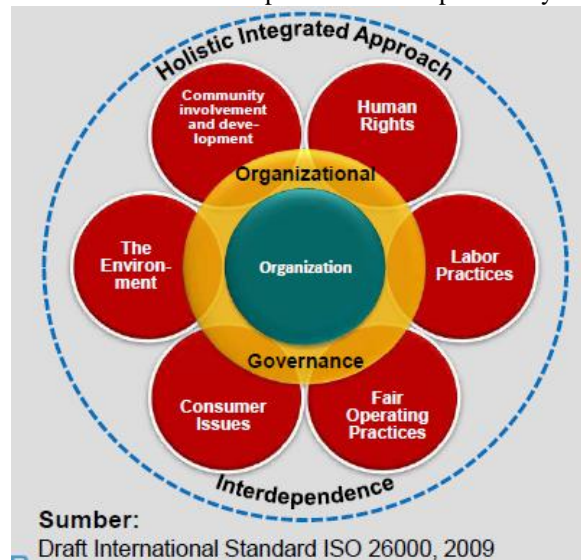 Holistic Integrated Approach
Community
involvement
and deve-
lopment
Human
Rights
Organizational
The
Environ-
ment
Organization
Labor
Practices
Governance
Consumer
Issues
Fair
Operating
Practices
Interdependence
Sumber:
Draft International Standard ISO 26000, 2009